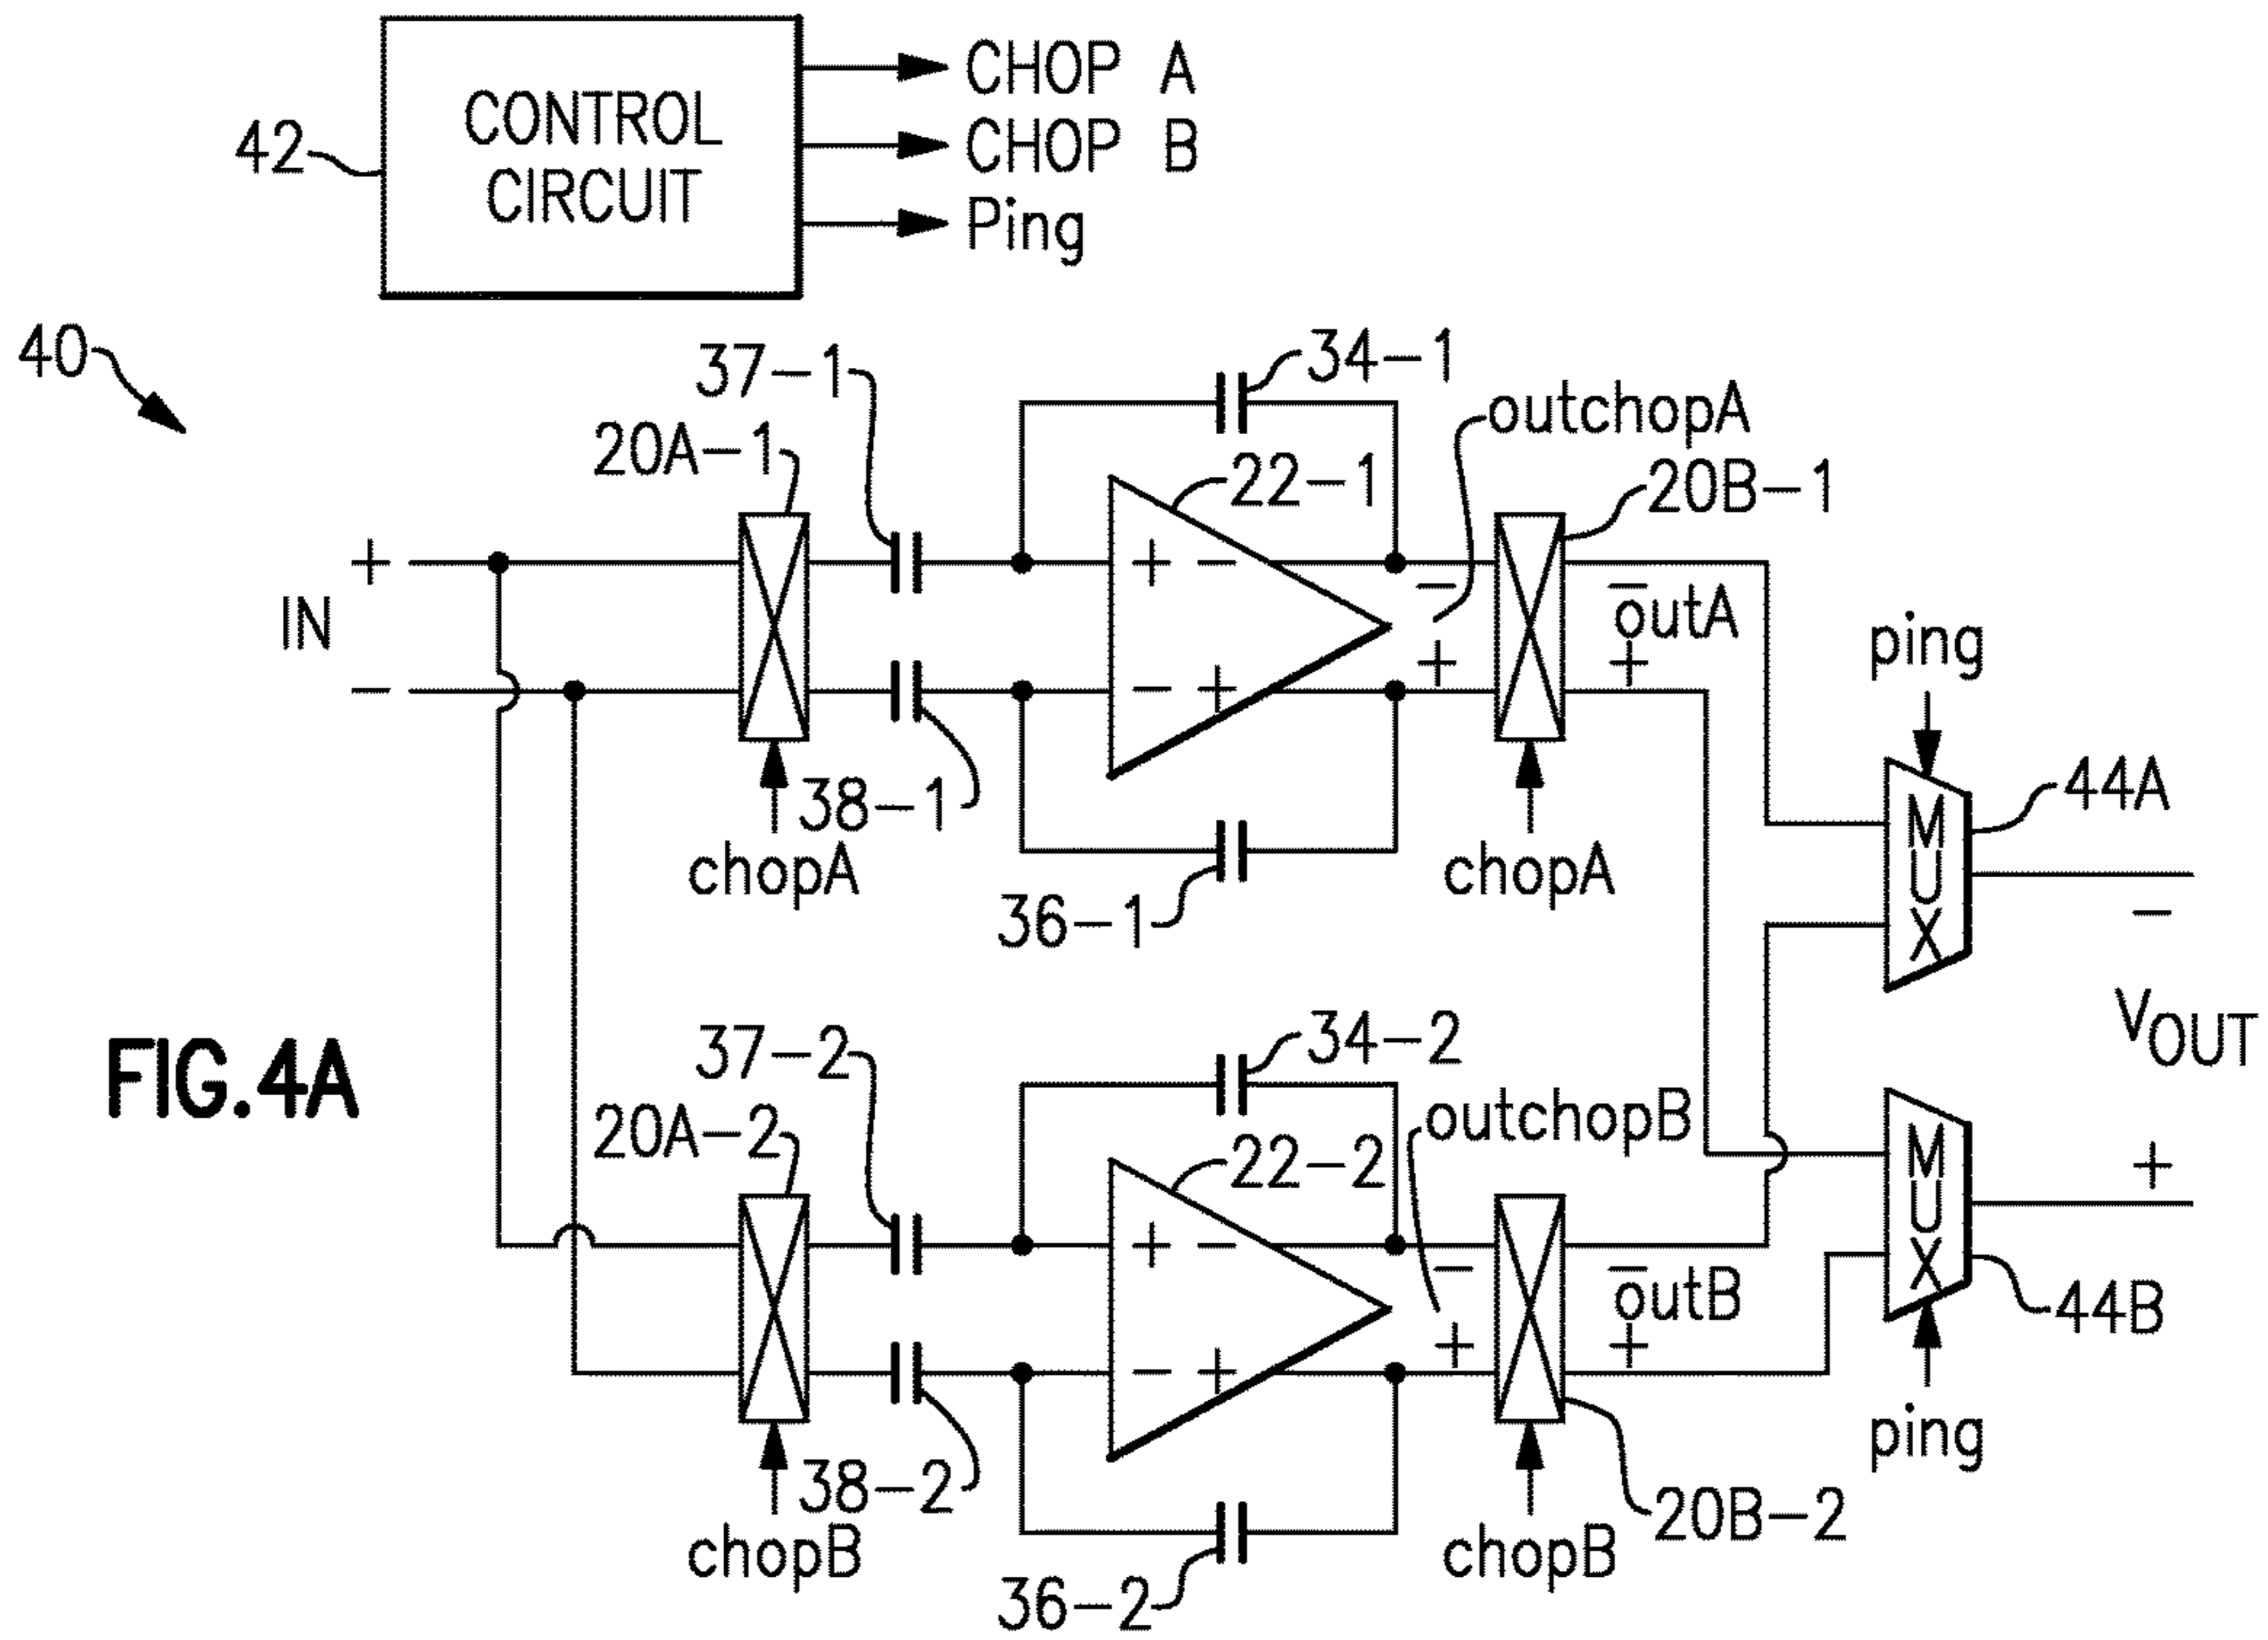 CONTROL
CIRCUIT
CHOP A
CHOP B
Ping
42
40
37-1
34-1
outchopA
20A-1
22-1
20B-1
+
IN
-
+ -
- +
-
+
-
outA
+
ping
38-1
chopA
36-1
chopA
MUX
44A
-
VOUT
FIG.4A
37-2
34-2
outchopB
20A-2
22-2
+ -
- +
-
+
-
outB
+
MUX
+
44B
ping
38-2
chopB
36-2
chopB
20B-2